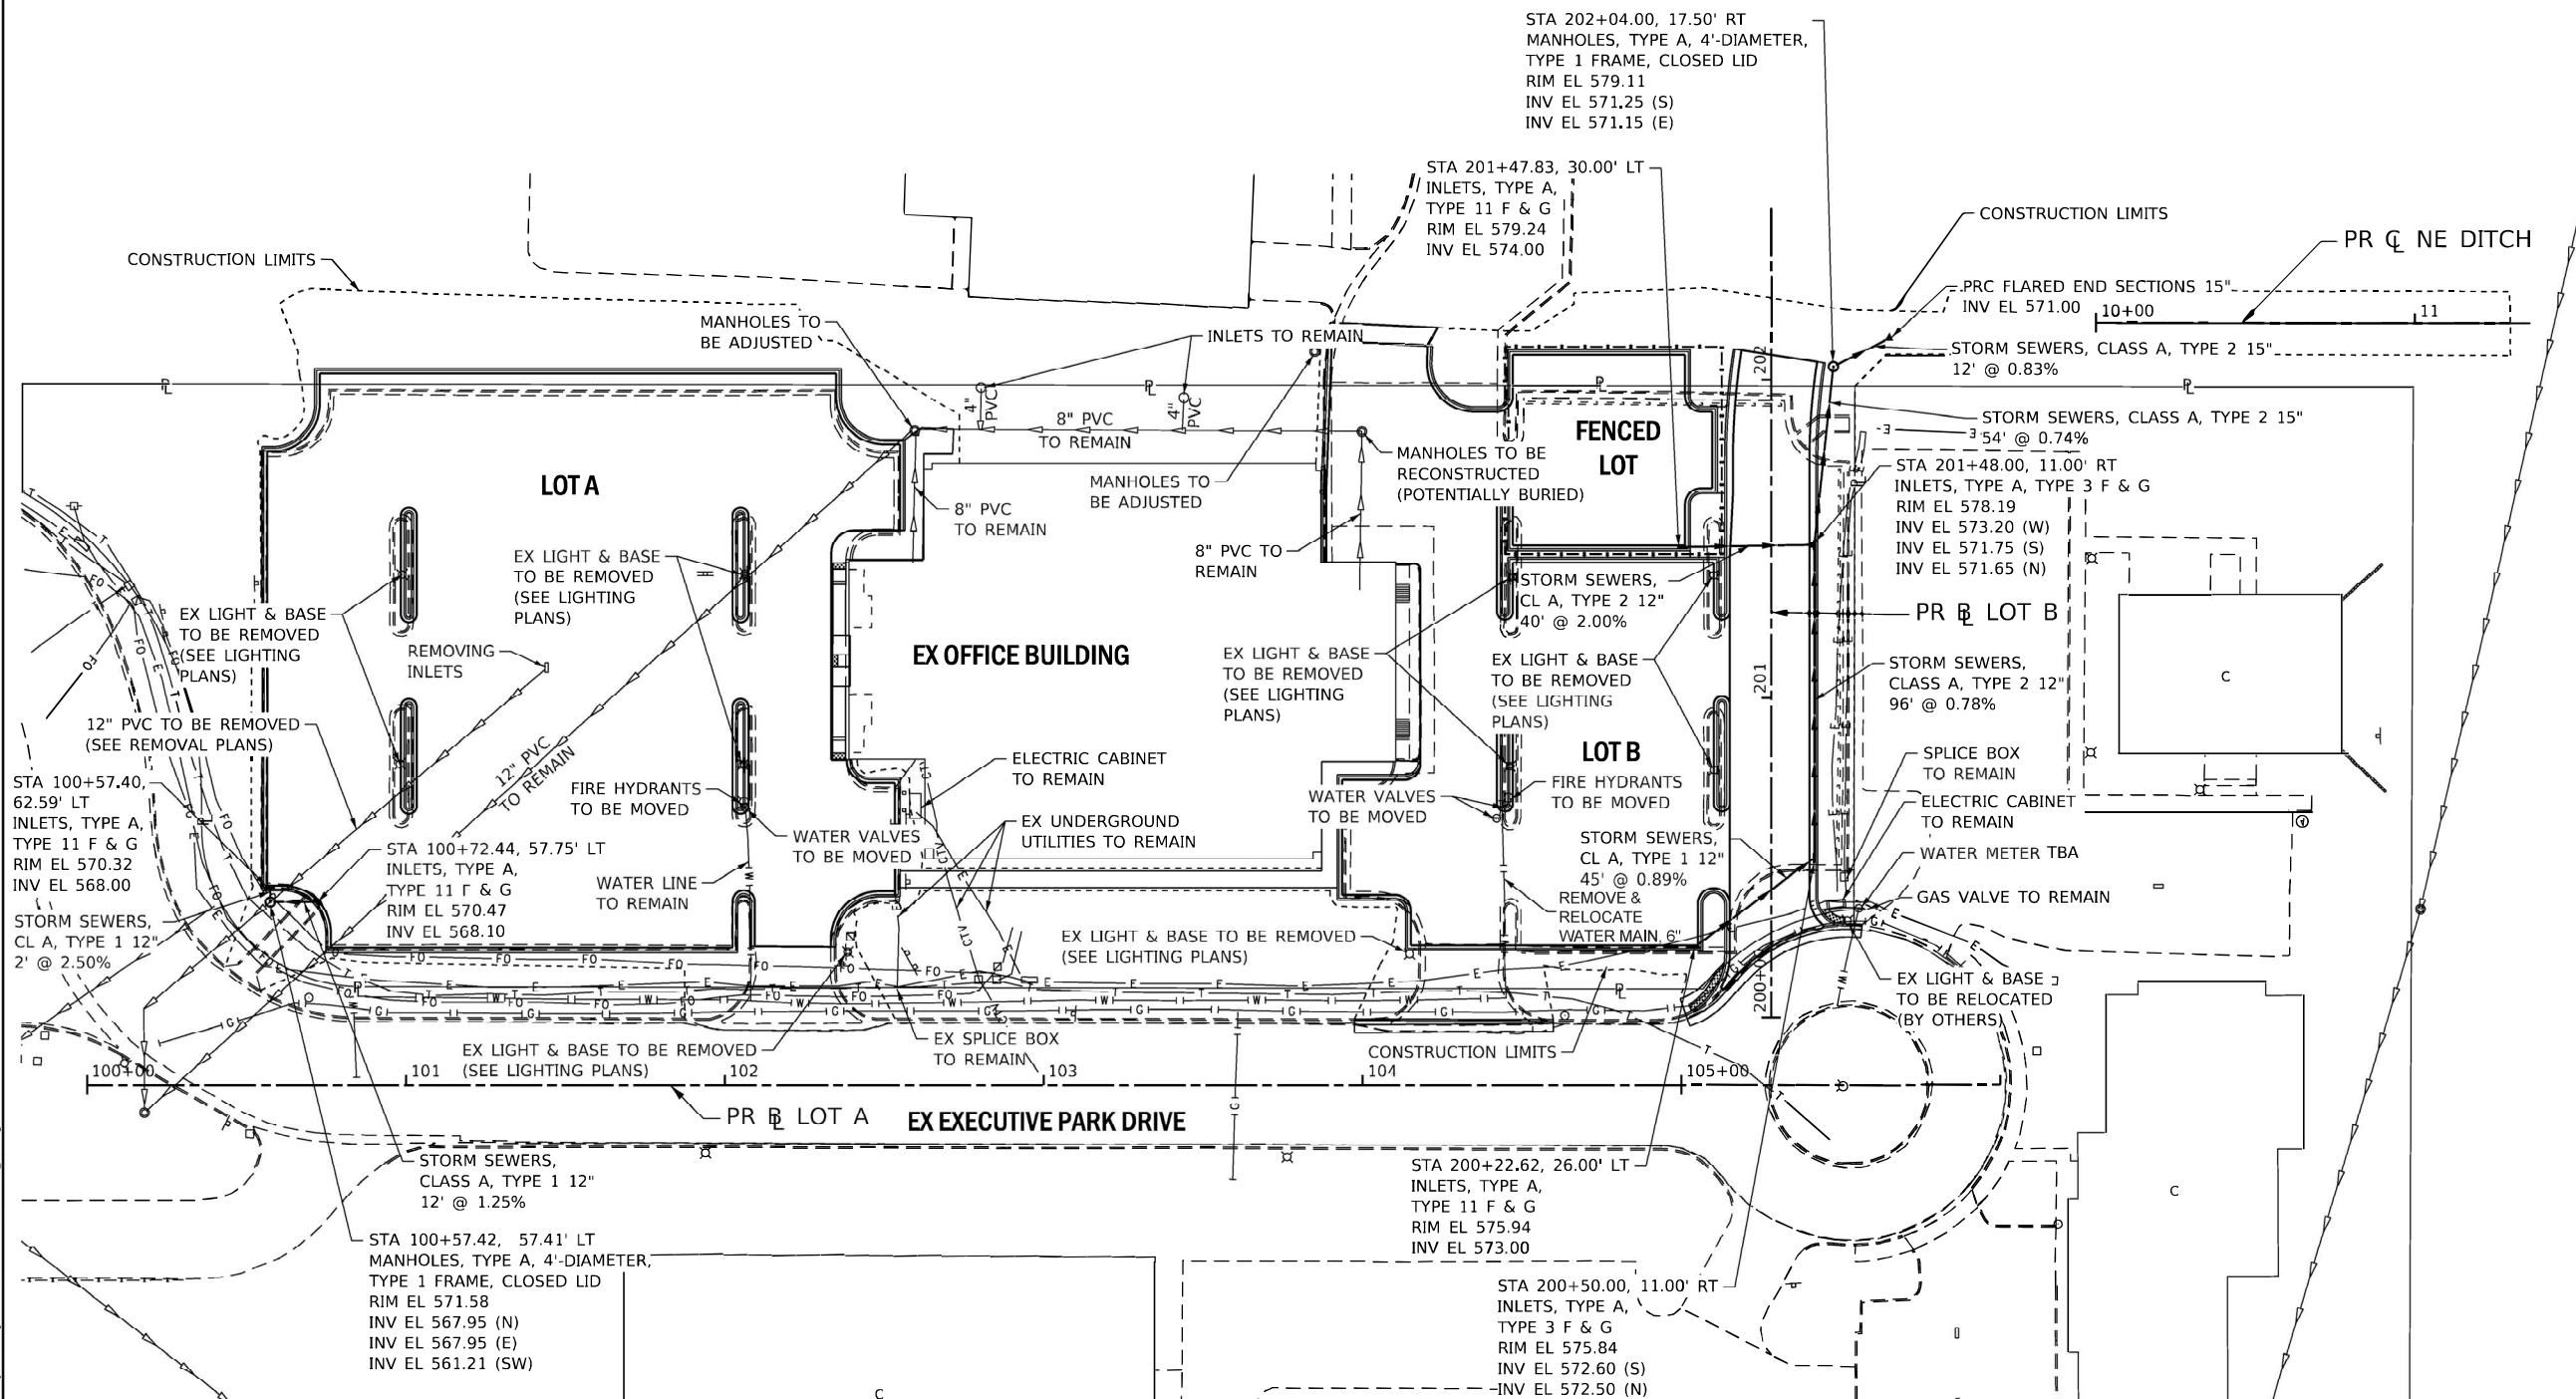 STA 202+04.00, 17.50' RT
MANHOLES, TYPE A, 4'-DIAMETER,
TYPE 1 FRAME, CLOSED LID
RIM EL 579.11
INV EL 571.25 (S)
INV EL 571.15 (E)
STA 201+47.83, 30.00' LT
INLETS, TYPE A,
TYPE 11 F & G
RIM EL 579.24
INV EL 574.00
CONSTRUCTION LIMITS
PR ℄ NE DITCH
CONSTRUCTION LIMITS
PRC FLARED END SECTIONS 15"
INV EL 571.00
10+00
11
MANHOLES TO
BE ADJUSTED
INLETS TO REMAIN
STORM SEWERS, CLASS A, TYPE 2 15"
12' @ 0.83%
202
4"
PVC
4"
PVC
8" PVC
TO REMAIN
STORM SEWERS, CLASS A, TYPE 2 15"
54' @ 0.74%
FENCED
LOT
MANHOLES TO BE
RECONSTRUCTED
(POTENTIALLY BURIED)
STA 201+48.00, 11.00' RT
INLETS, TYPE A, TYPE 3 F & G
RIM EL 578.19
INV EL 573.20 (W)
INV EL 571.75 (S)
INV EL 571.65 (N)
LOT A
MANHOLES TO
BE ADJUSTED
8" PVC
TO REMAIN
8" PVC TO
REMAIN
EX LIGHT & BASE
TO BE REMOVED
(SEE LIGHTING
PLANS)
STORM SEWERS,
CL A, TYPE 2 12"
40' @ 2.00%
EX LIGHT & BASE
TO BE REMOVED
(SEE LIGHTING
PLANS)
PR BL LOT B
REMOVING
INLETS
EX OFFICE BUILDING
EX LIGHT & BASE
TO BE REMOVED
(SEE LIGHTING
PLANS)
EX LIGHT & BASE
TO BE REMOVED
(SEE LIGHTING
PLANS)
201
STORM SEWERS,
CLASS A, TYPE 2 12"
96' @ 0.78%
C
12" PVC TO BE REMOVED
(SEE REMOVAL PLANS)
12" PVC
TO REMAIN
ELECTRIC CABINET
TO REMAIN
LOT B
SPLICE BOX
TO REMAIN
STA 100+57.40,
62.59' LT
INLETS, TYPE A,
TYPE 11 F & G
RIM EL 570.32
INV EL 568.00
FIRE HYDRANTS
TO BE MOVED
WATER VALVES
TO BE MOVED
FIRE HYDRANTS
TO BE MOVED
ELECTRIC CABINET
TO REMAIN
EX UNDERGROUND
UTILITIES TO REMAIN
WATER VALVES
TO BE MOVED
STORM SEWERS,
CL A, TYPE 1 12"
45' @ 0.89%
WATER METER TBA
STA 100+72.44, 57.75' LT
INLETS, TYPE A,
TYPE 11 F & G
RIM EL 570.47
INV EL 568.10
WATER LINE
TO REMAIN
REMOVE &
RELOCATE
WATER MAIN, 6"
GAS VALVE TO REMAIN
STORM SEWERS,
CL A, TYPE 1 12"
2' @ 2.50%
EX LIGHT & BASE TO BE REMOVED
(SEE LIGHTING PLANS)
EX LIGHT & BASE
TO BE RELOCATED
(BY OTHERS)
200+0
EX LIGHT & BASE TO BE REMOVED
(SEE LIGHTING PLANS)
EX SPLICE BOX
TO REMAIN
CONSTRUCTION LIMITS
100+00
101
102
103
104
105+00
PR BL LOT A
EX EXECUTIVE PARK DRIVE
STORM SEWERS,
CLASS A, TYPE 1 12"
12' @ 1.25%
STA 200+22.62, 26.00' LT
INLETS, TYPE A,
TYPE 11 F & G
RIM EL 575.94
INV EL 573.00
C
STA 100+57.42, 57.41' LT
MANHOLES, TYPE A, 4'-DIAMETER,
TYPE 1 FRAME, CLOSED LID
RIM EL 571.58
INV EL 567.95 (N)
INV EL 567.95 (E)
INV EL 561.21 (SW)
STA 200+50.00, 11.00' RT
INLETS, TYPE A,
TYPE 3 F & G
RIM EL 575.84
INV EL 572.60 (S)
INV EL 572.50 (N)
C